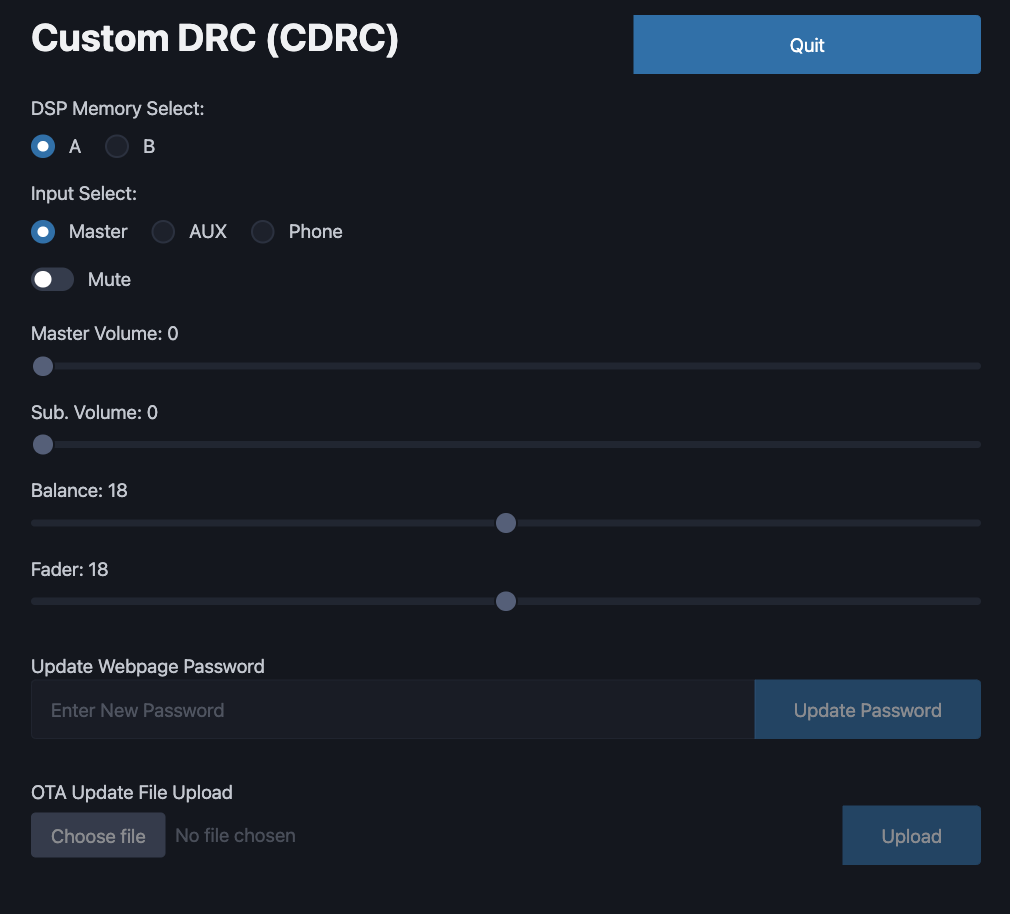 Custom DRC (CDRC)
Quit
DSP Memory Select:
A B
Input Select:
Master AUX Phone
Mute
Master Volume: 0
Sub. Volume: 0
Balance: 18
Fader: 18
Update Webpage Password
Enter New Password
Update Password
OTA Update File Upload
Choose file No file chosen
Upload